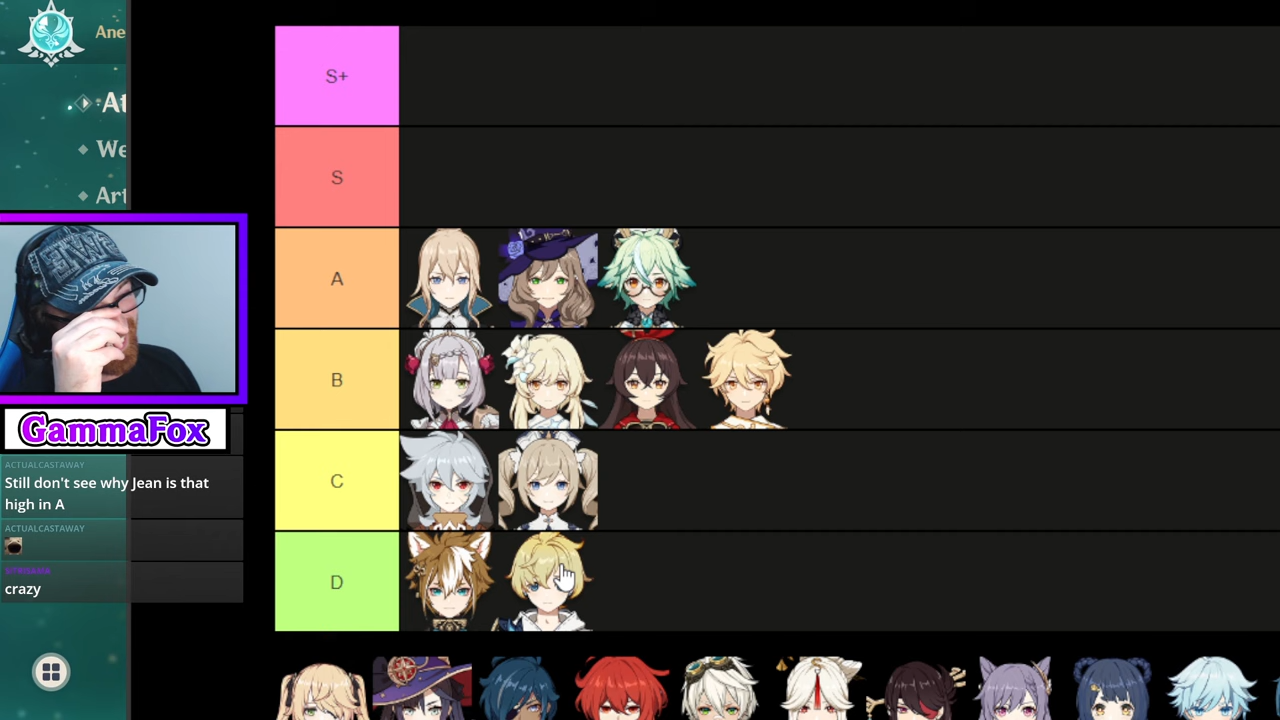 Ane
At
We
Art
S+
S
A
B
C
D
GammaFox
ACTUALCASTAWAY
Still don't see why Jean is that
high in A
ACTUALCASTAWAY
crazy